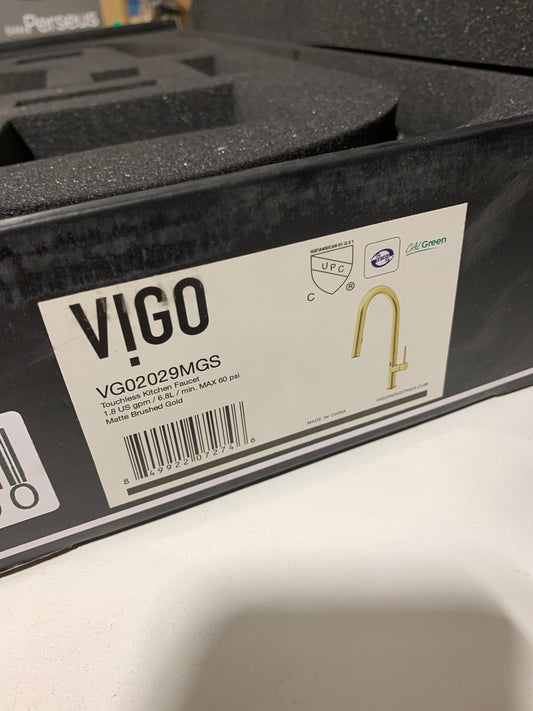 Perseus
VIGO
VG02029MGS
Touchless Kitchen Faucet
1.8 US gpm / 6.8L / min. MAX 60 psi
Matte Brushed Gold
8 49922 07274 6
UPC
C ®
CALGreen
MADE IN CHINA
VIGOINDUSTRIES.COM